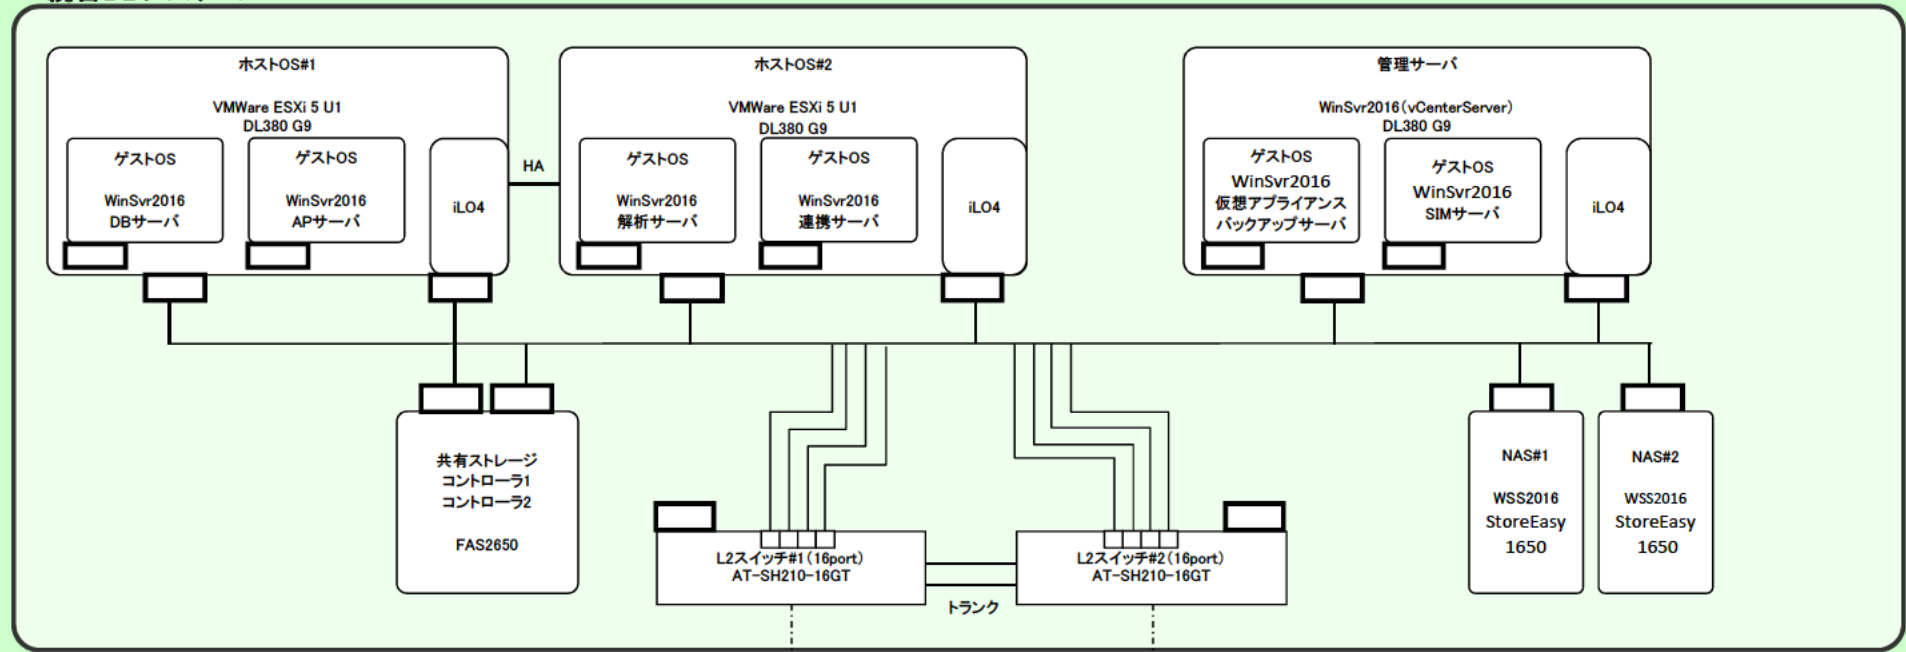 ホストOS#1
VMWare ESXi 5 U1
DL380 G9
ゲストOS
WinSvr2016
DBサーバ
ゲストOS
WinSvr2016
APサーバ
iLO4
HA
ホストOS#2
VMWare ESXi 5 U1
DL380 G9
ゲストOS
WinSvr2016
解析サーバ
ゲストOS
WinSvr2016
連携サーバ
iLO4
管理サーバ
WinSvr2016(vCenterServer)
DL380 G9
ゲストOS
WinSvr2016
仮想アプライアンス
バックアップサーバ
ゲストOS
WinSvr2016
SIMサーバ
iLO4
共有ストレージ
コントローラ1
コントローラ2
FAS2650
L2スイッチ#1(16port)
AT-SH210-16GT
トランク
L2スイッチ#2(16port)
AT-SH210-16GT
NAS#1
WSS2016
StoreEasy
1650
NAS#2
WSS2016
StoreEasy
1650